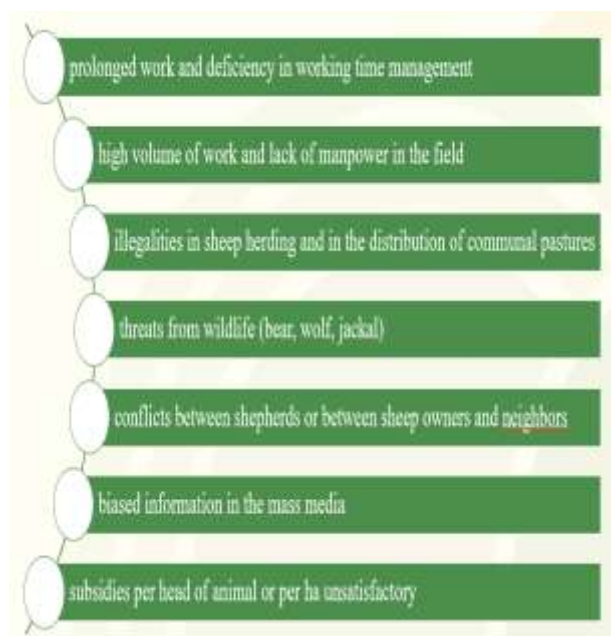 prolonged work and deficiency in working time management
high volume of work and lack of manpower in the field
illegalities in sheep herding and in the distribution of communal pastures
threats from wildlife (bear, wolf, jackal)
conflicts between shepherds or between sheep owners and neighbors
biased information in the mass media
subsidies per head of animal or per ha unsatisfactory